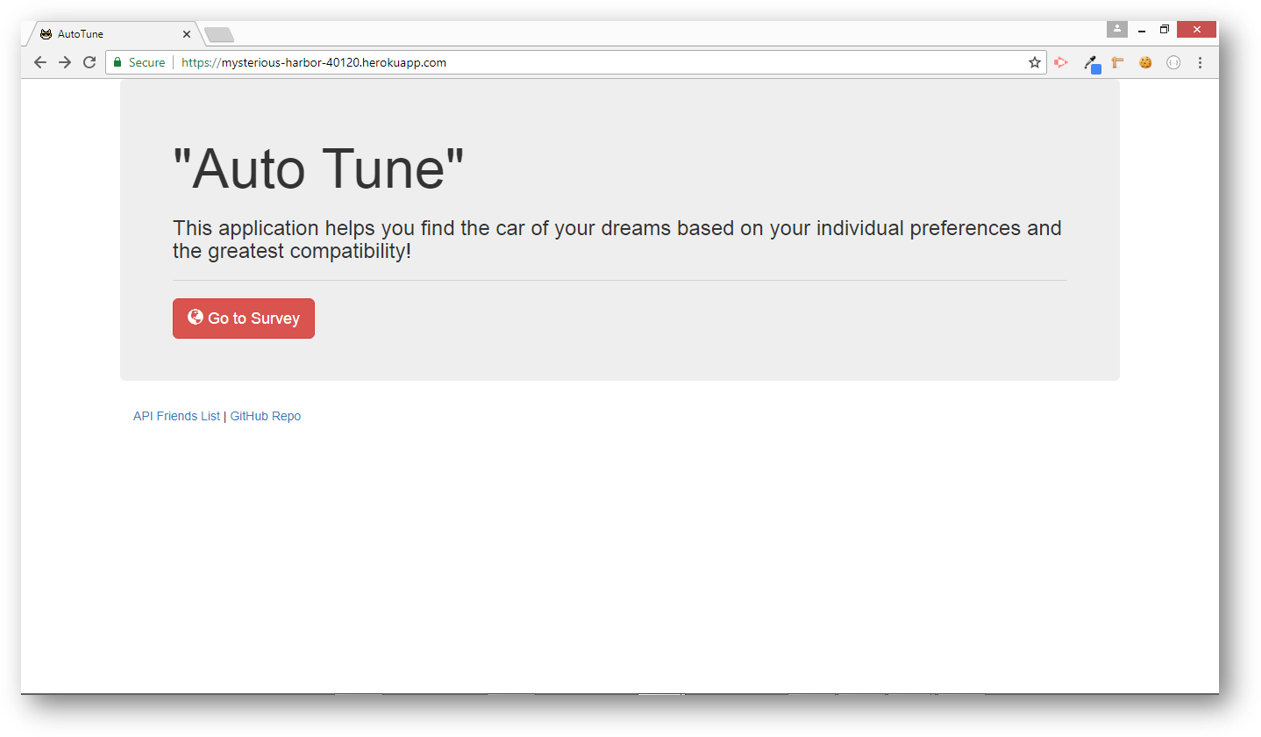 AutoTune
Secure | https://mysterious-harbor-40120.herokuapp.com
"Auto Tune"
This application helps you find the car of your dreams based on your individual preferences and
the greatest compatibility!
Go to Survey
API Friends List | GitHub Repo